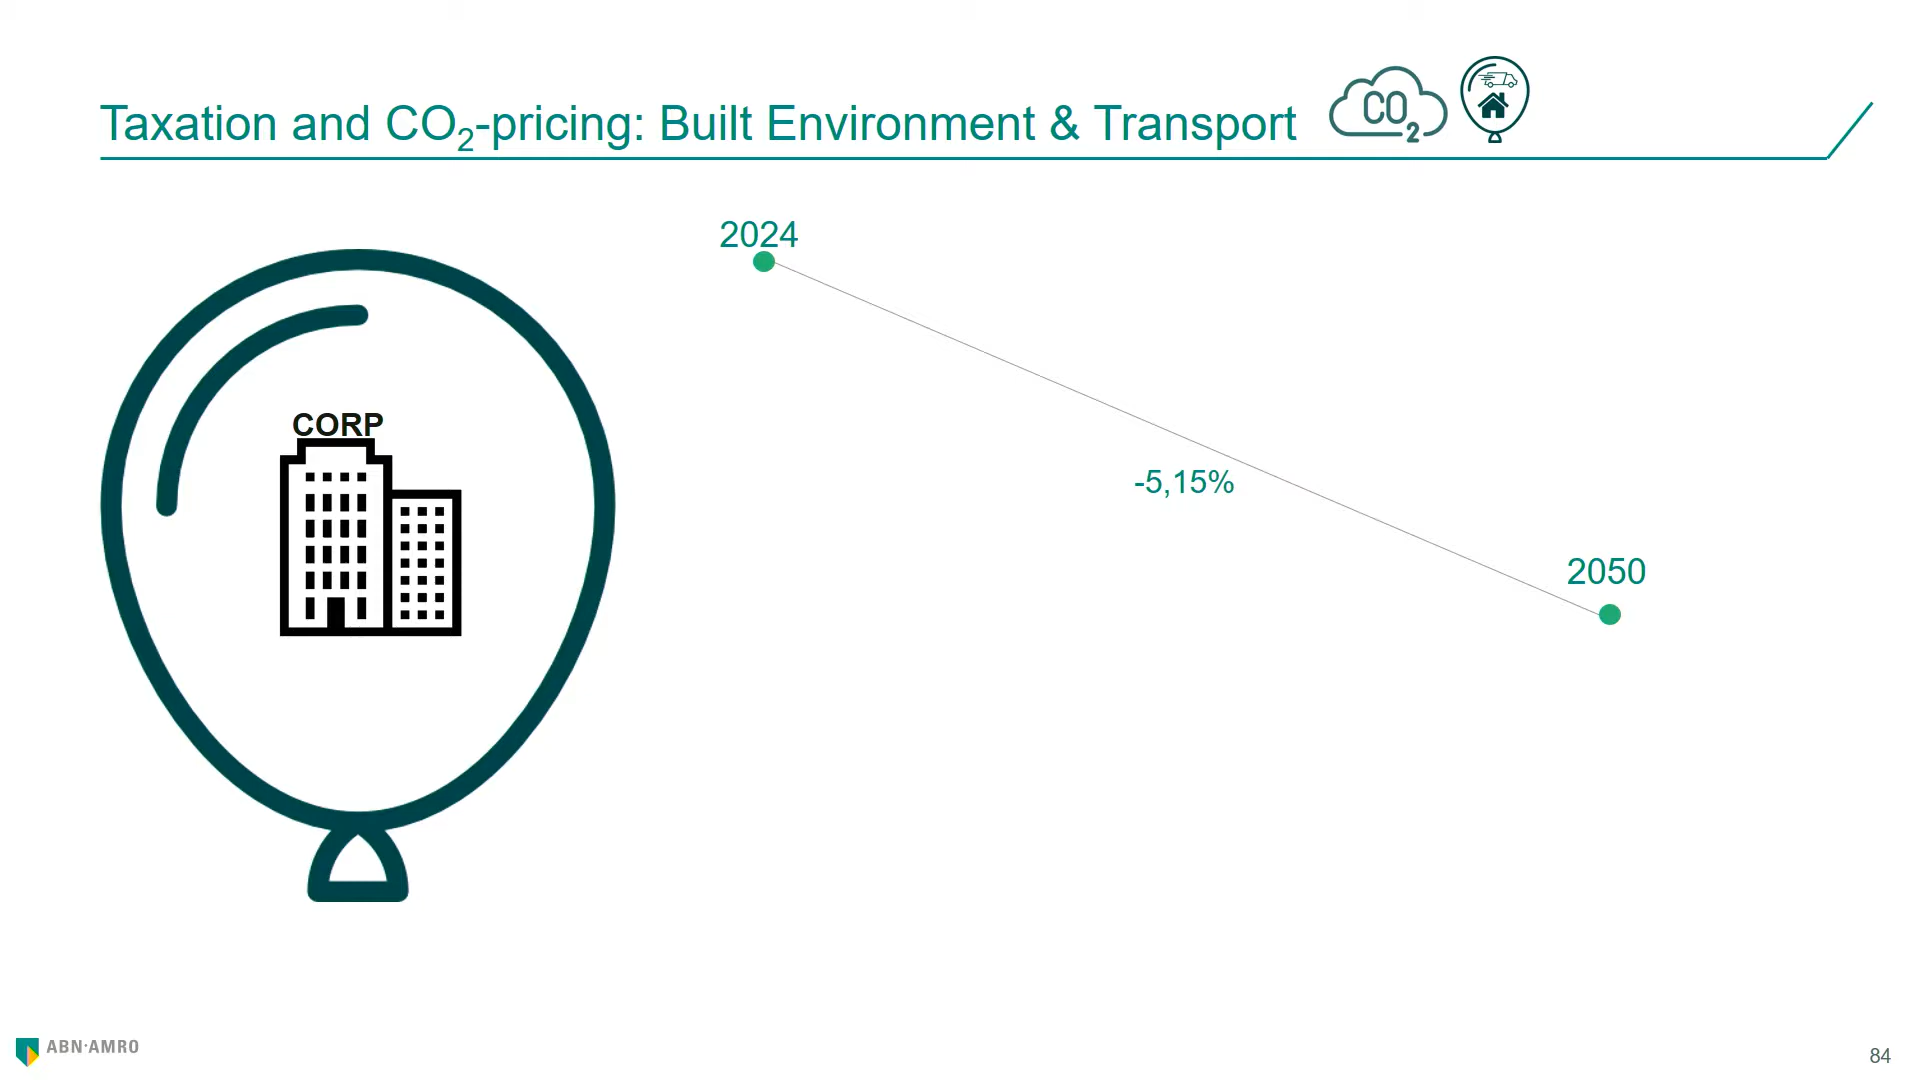 Taxation and CO₂-pricing: Built Environment & Transport
CO₂
2024
CORP
-5,15%
2050
ABN·AMRO
84